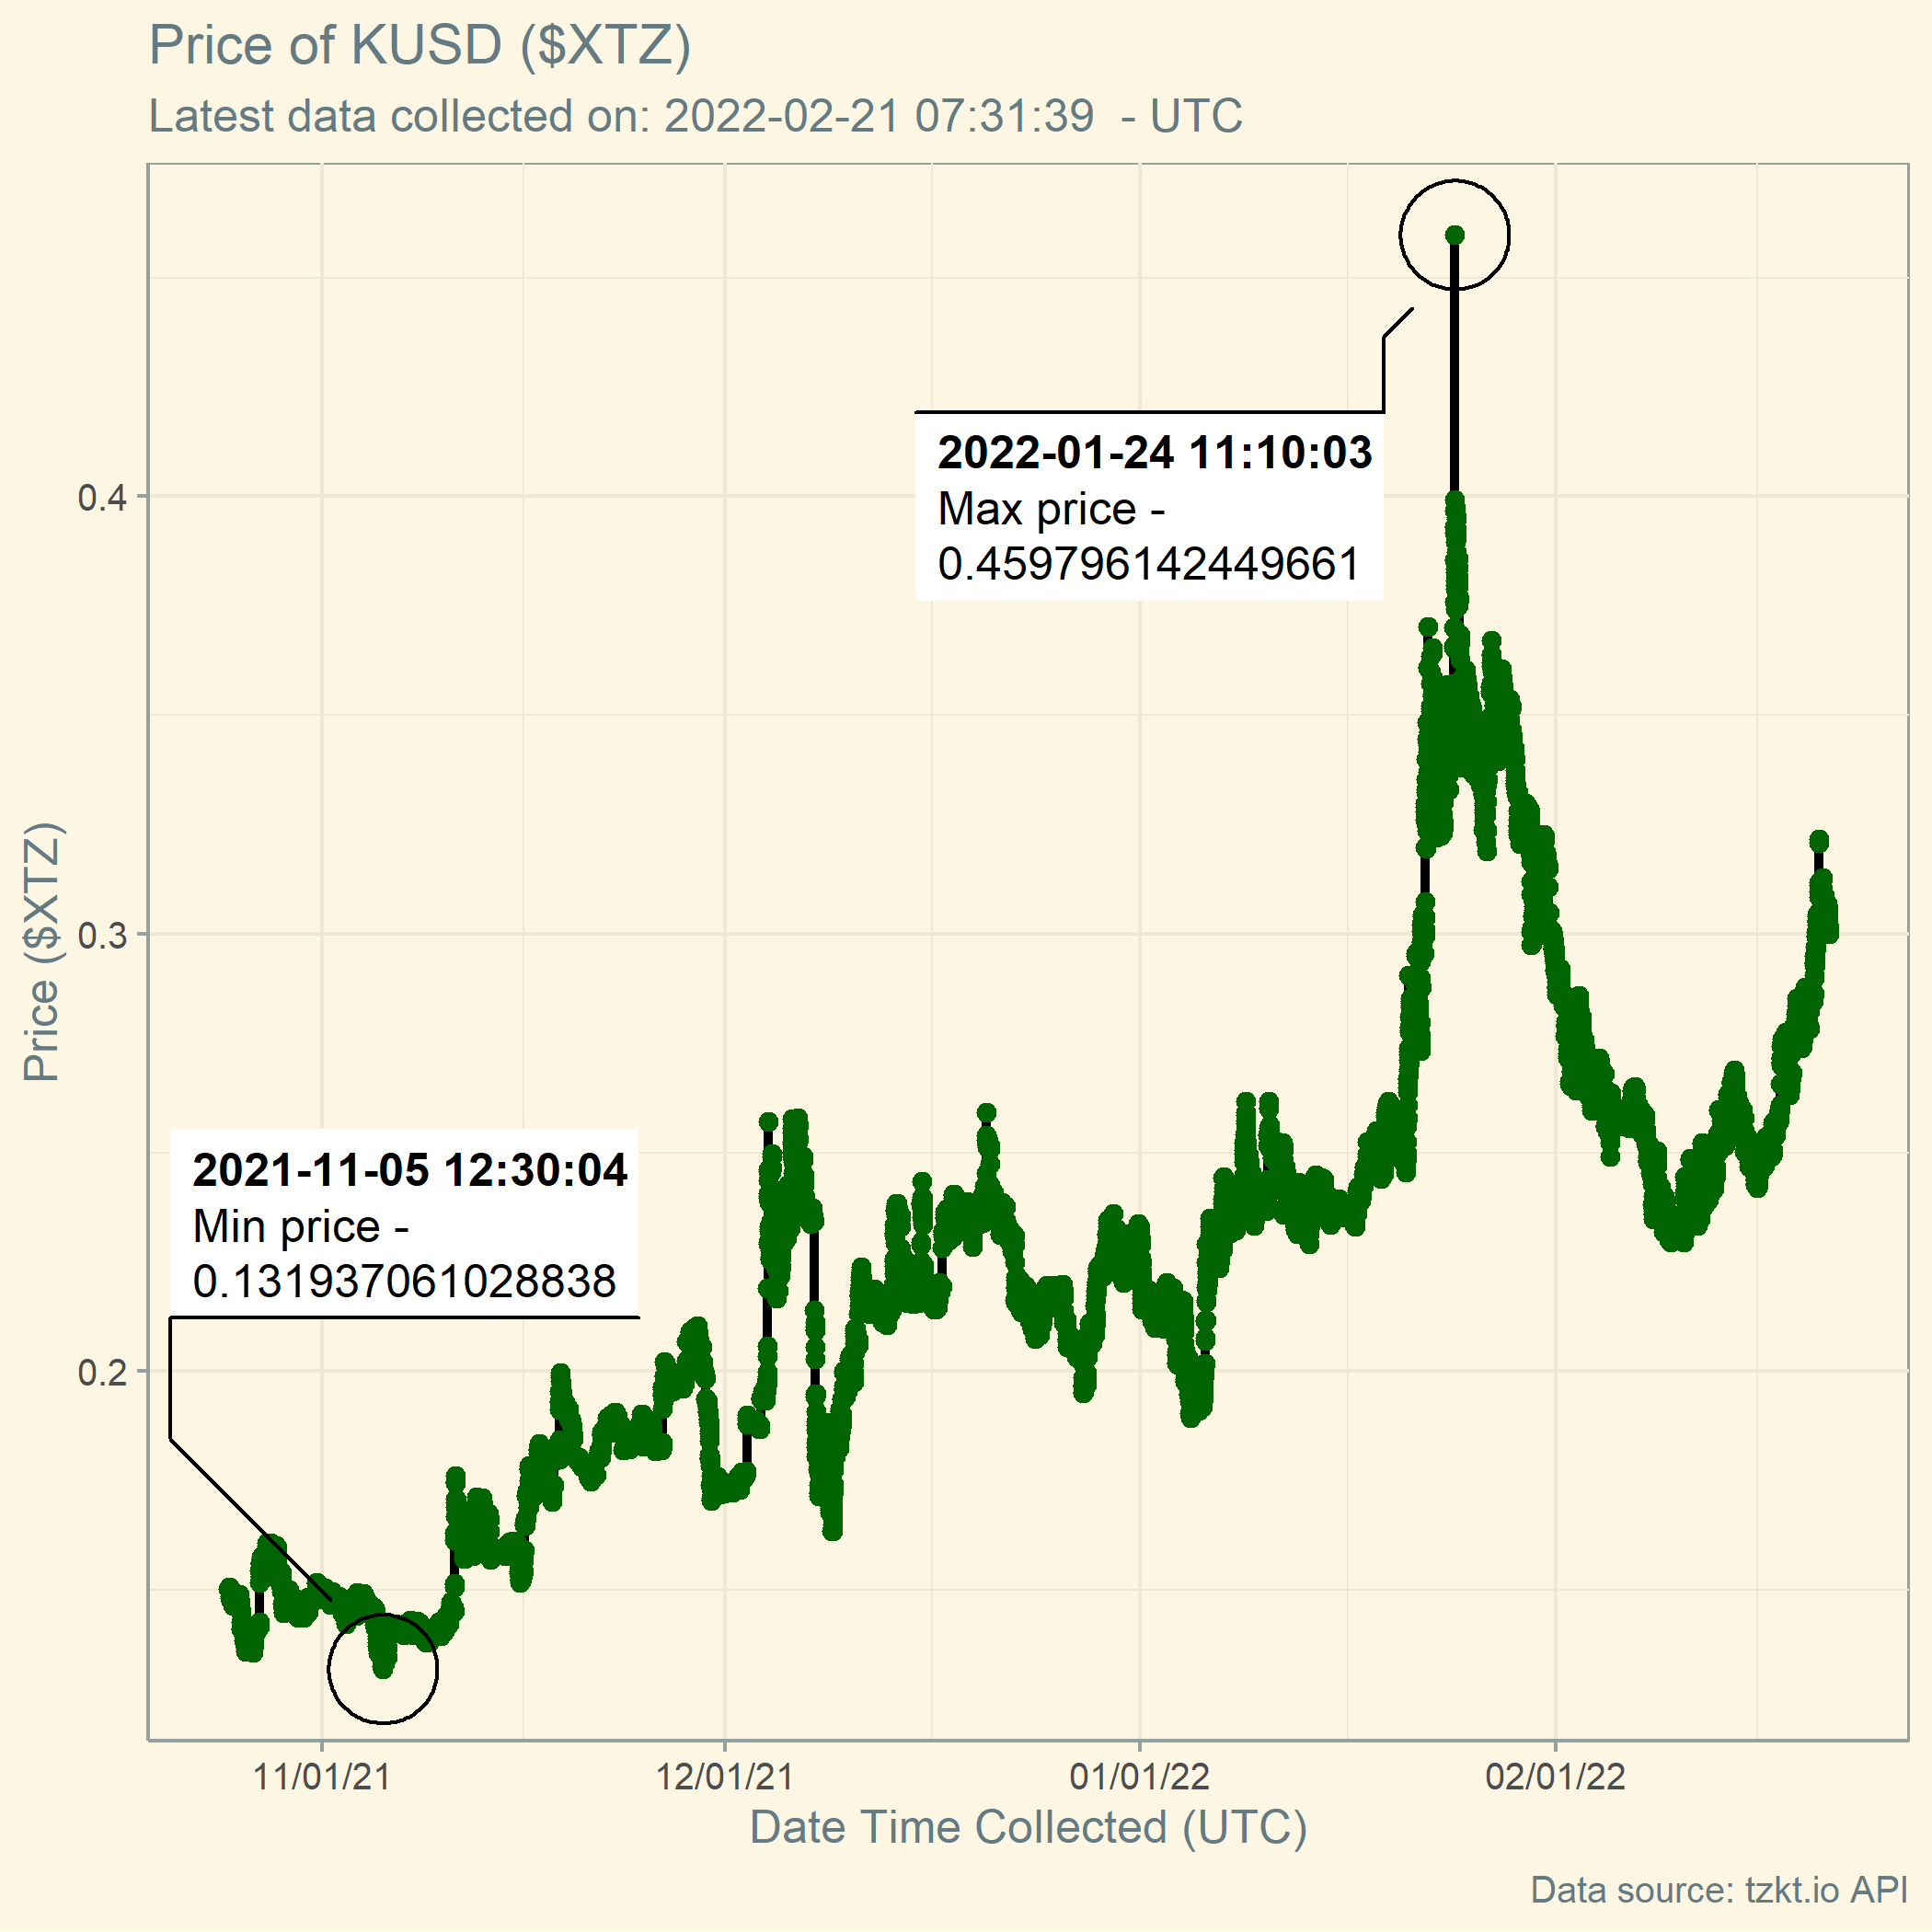 Price of KUSD ($XTZ)
Latest data collected on: 2022-02-21 07:31:39  - UTC
2022-01-24 11:10:03
Max price -
0.459796142449661
0.4
0.3
0.2
Price ($XTZ)
2021-11-05 12:30:04
Min price -
0.131937061028838
11/01/21
12/01/21
01/01/22
02/01/22
Date Time Collected (UTC)
Data source: tzkt.io API